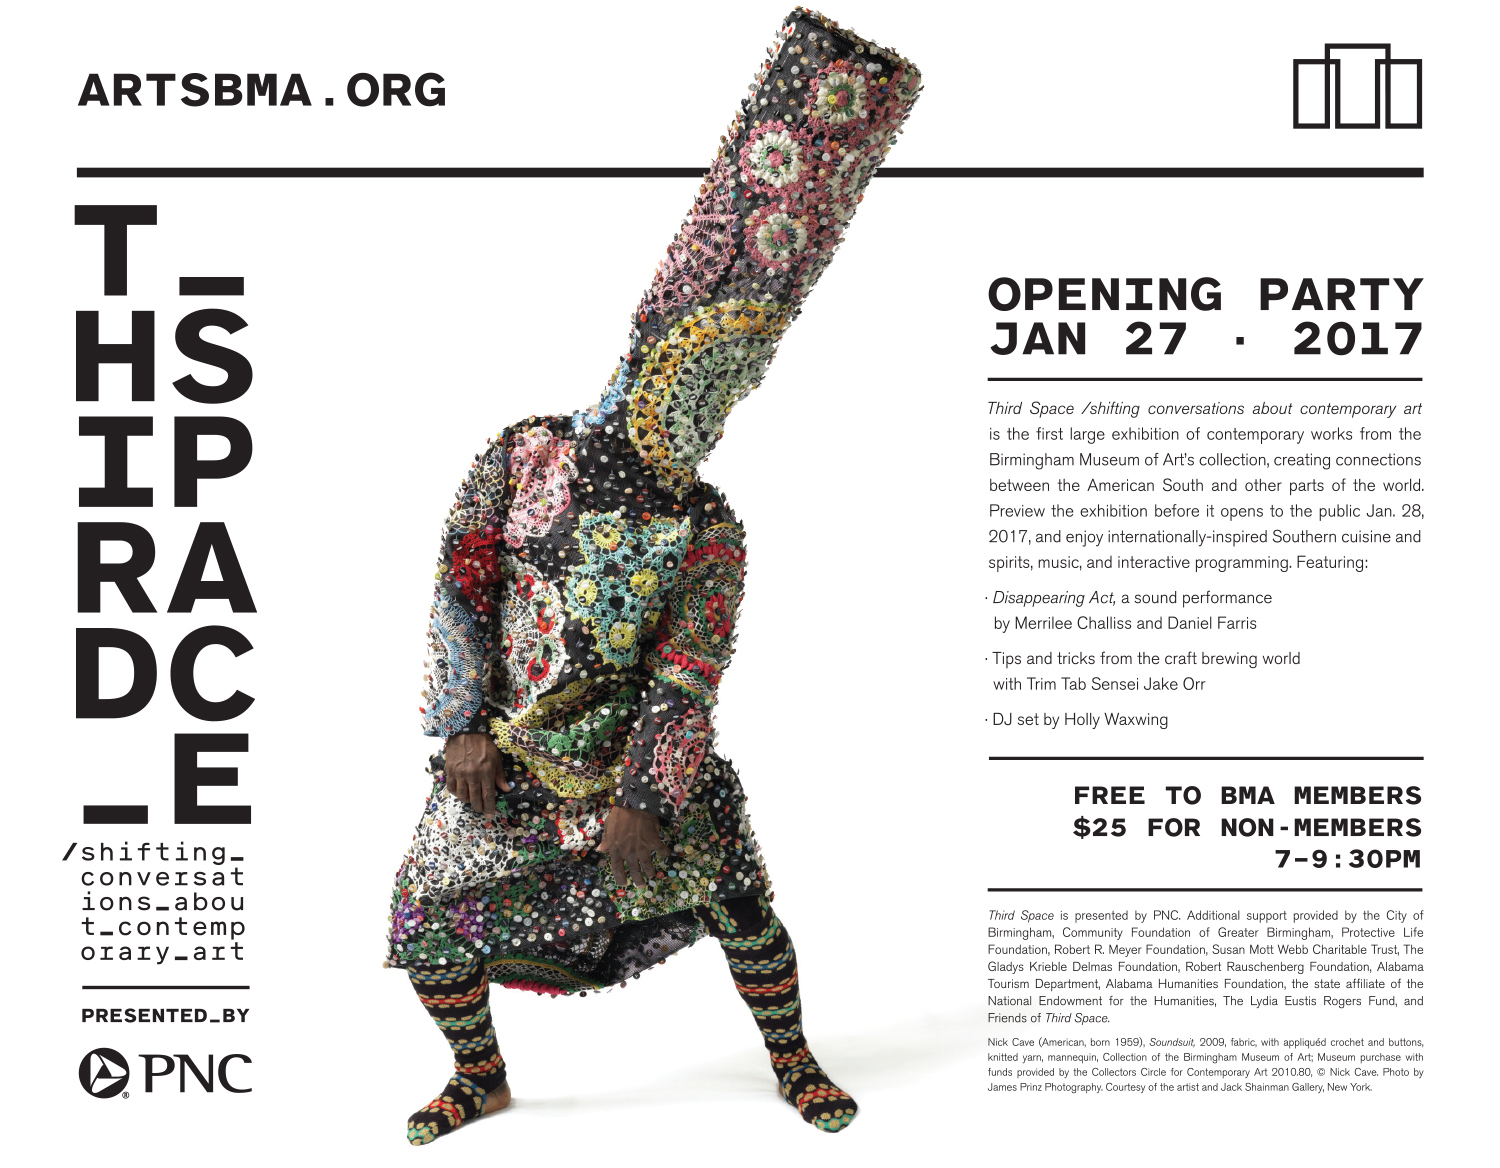 ARTSBMA.ORG
T_
HS
IP
RA
DC
_E
/shifting_
conversat
ions_abou
t_contemp
orary_art
PRESENTED_BY
PNC
OPENING PARTY
JAN 27 · 2017
Third Space /shifting conversations about contemporary art
is the first large exhibition of contemporary works from the
Birmingham Museum of Art's collection, creating connections
between the American South and other parts of the world.
Preview the exhibition before it opens to the public Jan. 28,
2017, and enjoy internationally-inspired Southern cuisine and
spirits, music, and interactive programming. Featuring:
· Disappearing Act, a sound performance
by Merrilee Challiss and Daniel Farris
· Tips and tricks from the craft brewing world
with Trim Tab Sensei Jake Orr
· DJ set by Holly Waxwing
FREE TO BMA MEMBERS
$25 FOR NON-MEMBERS
7–9:30PM
Third Space is presented by PNC. Additional support provided by the City of
Birmingham, Community Foundation of Greater Birmingham, Protective Life
Foundation, Robert R. Meyer Foundation, Susan Mott Webb Charitable Trust, The
Gladys Krieble Delmas Foundation, Robert Rauschenberg Foundation, Alabama
Tourism Department, Alabama Humanities Foundation, the state affiliate of the
National Endowment for the Humanities, The Lydia Eustis Rogers Fund, and
Friends of Third Space.
Nick Cave (American, born 1959), Soundsuit, 2009, fabric, with appliquéd crochet and buttons,
knitted yarn, mannequin, Collection of the Birmingham Museum of Art; Museum purchase with
funds provided by the Collectors Circle for Contemporary Art 2010.80, © Nick Cave. Photo by
James Prinz Photography. Courtesy of the artist and Jack Shainman Gallery, New York.